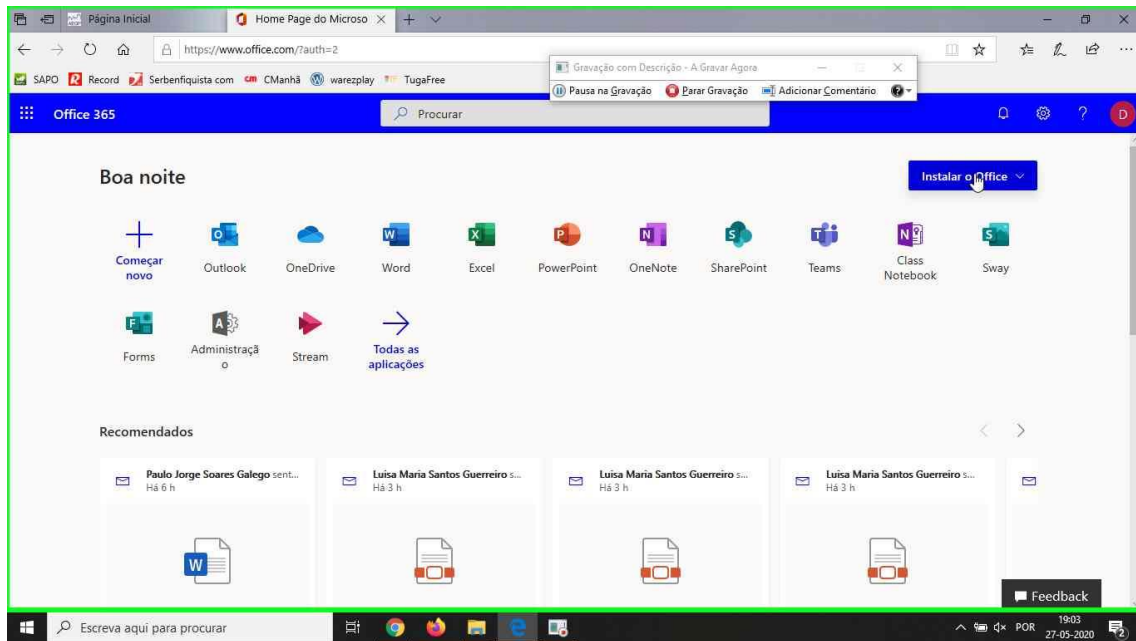 Página Inicial
Home Page do Microso
https://www.office.com/?auth=2
Gravação com Descrição - A Gravar Agora
SAPO Record Serbenfiquista com CManhã warezplay TugaFree
Pausa na Gravação Parar Gravação Adicionar Comentário
Office 365
Procurar
D
Boa noite
Instalar o Office
Começar
novo
Outlook
OneDrive
Word
Excel
PowerPoint
OneNote
SharePoint
Teams
Class
Notebook
Sway
Forms
Administraçã
o
Stream
Todas as
aplicações
Recomendados
Paulo Jorge Soares Galego sent...
Há 6 h
Luisa Maria Santos Guerreiro s...
Há 3 h
Luisa Maria Santos Guerreiro s...
Há 3 h
Luisa Maria Santos Guerreiro s...
Há 3 h
Feedback
Escreva aqui para procurar
POR
19:03
27-05-2020